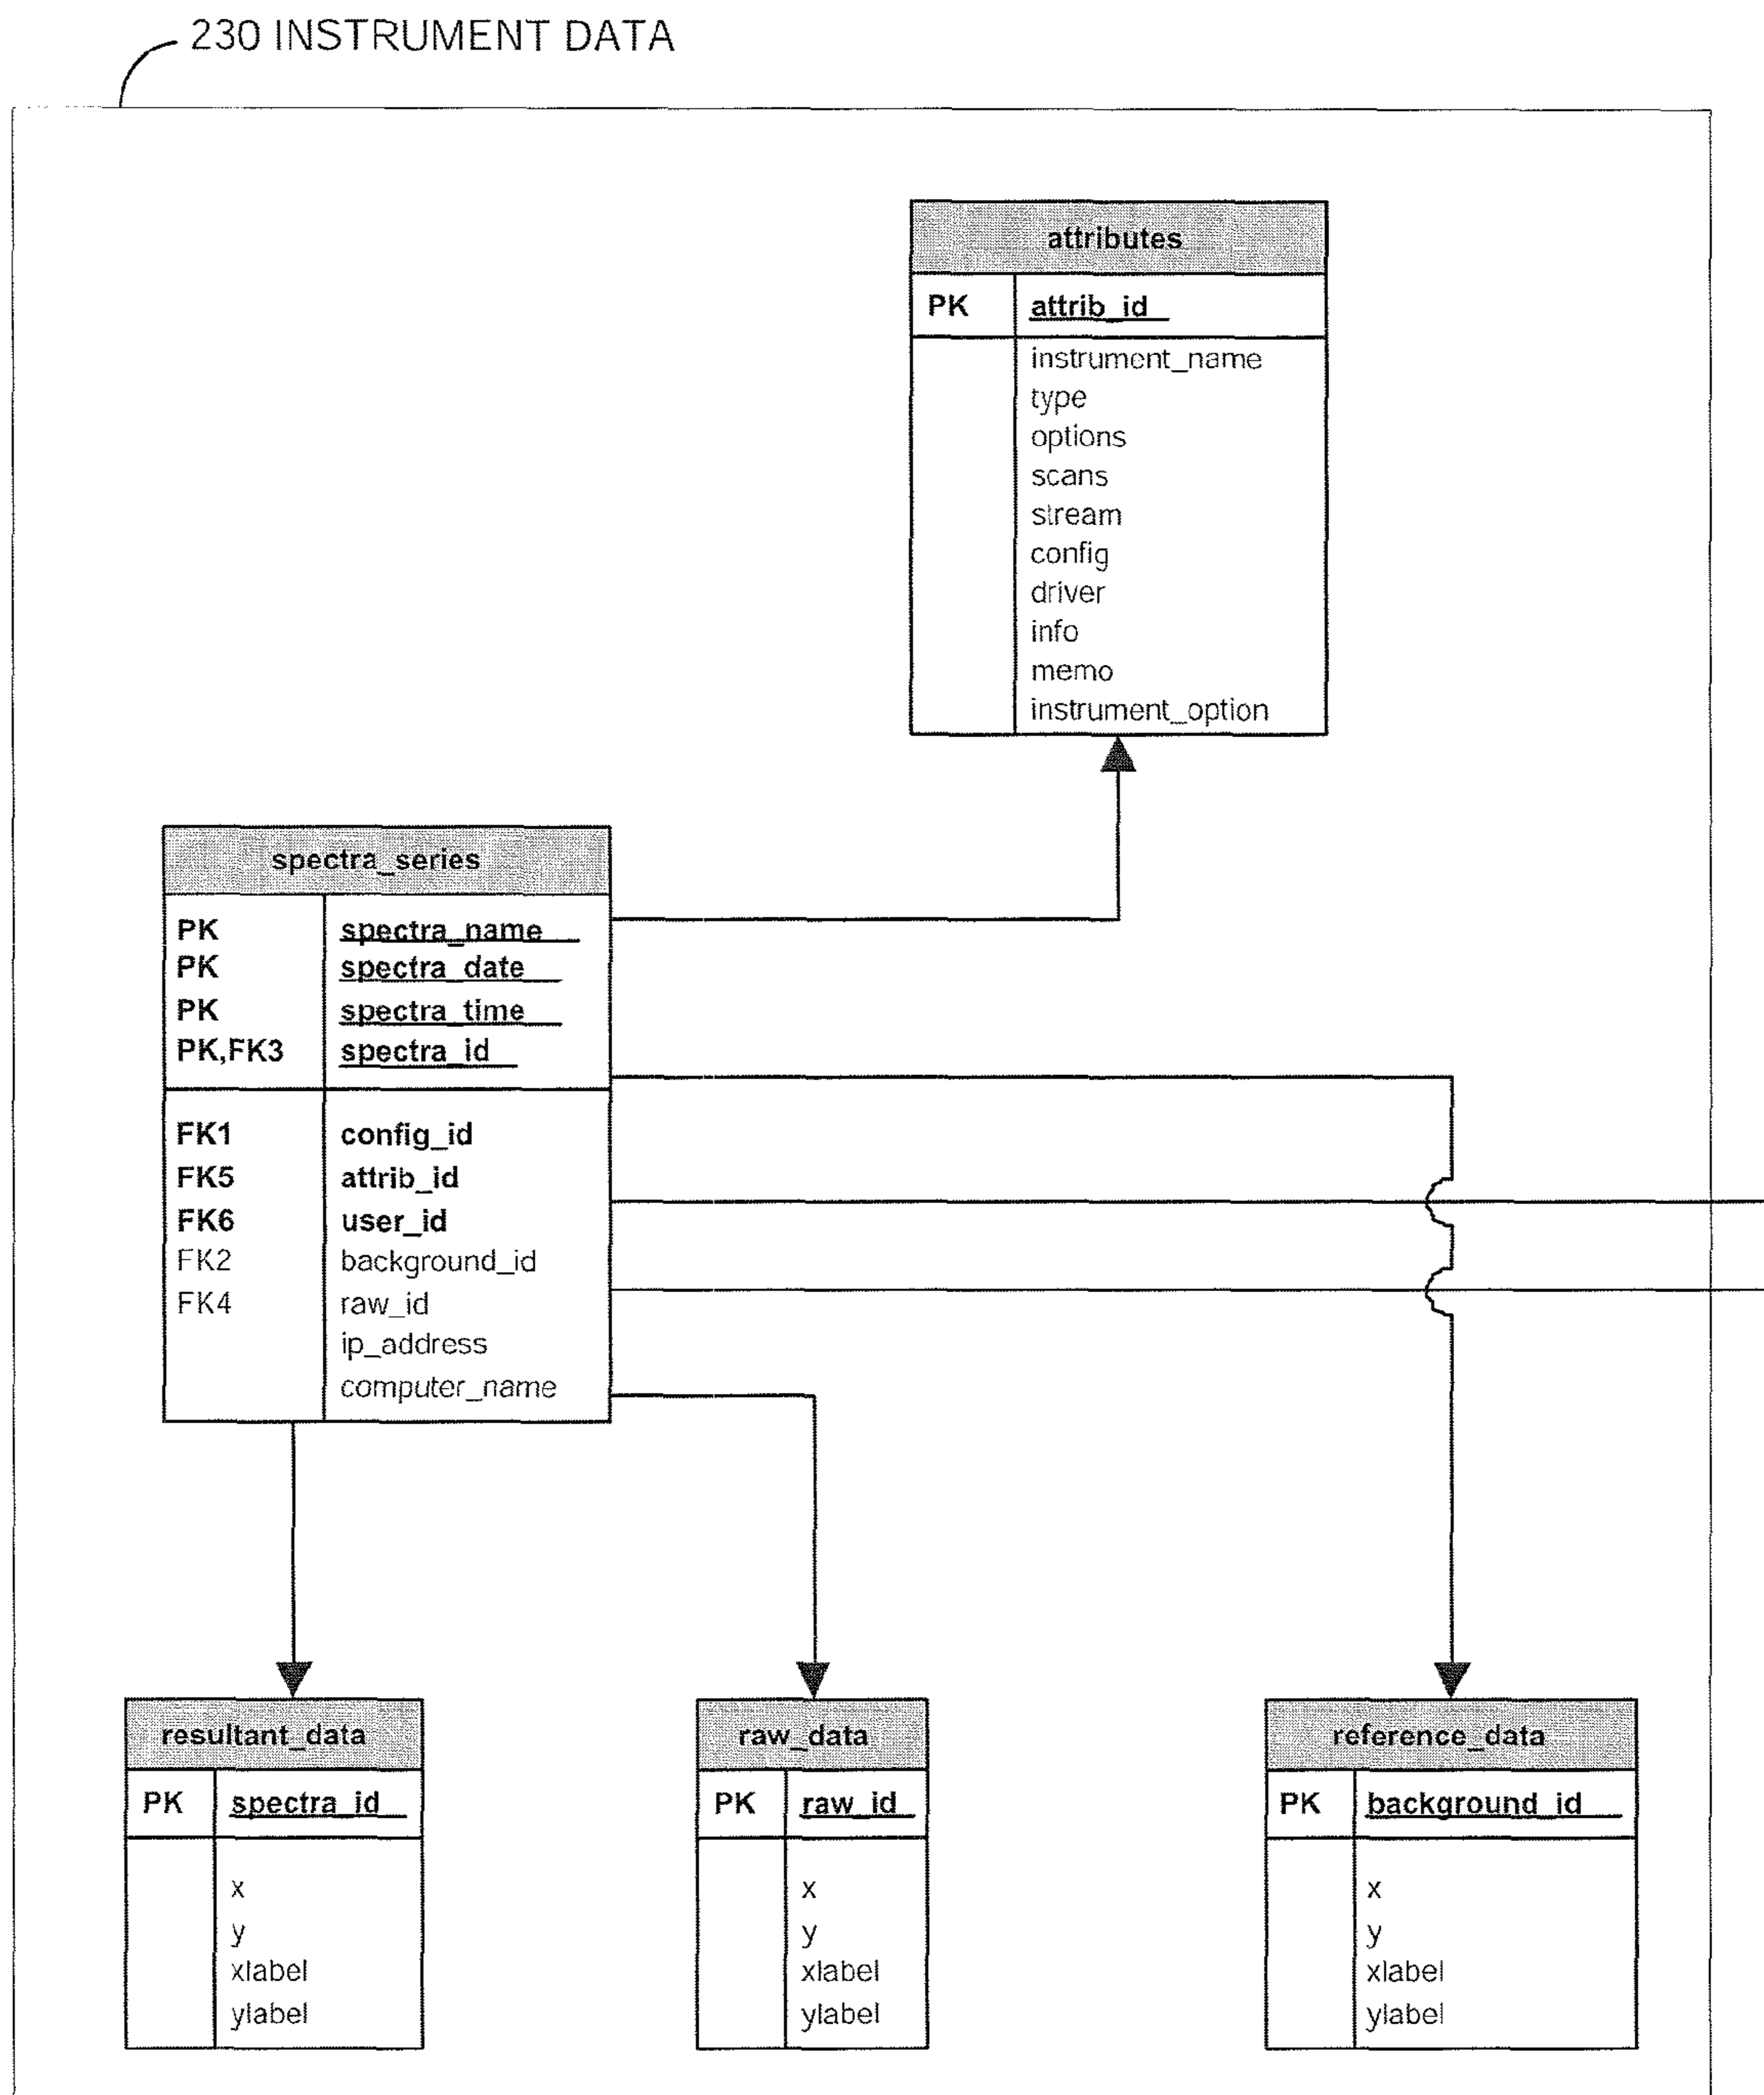 230 INSTRUMENT DATA
attributes
PK attrib_id
instrument_name
type
options
scans
stream
config
driver
info
memo
instrument_option
spectra_series
PK spectra_name
PK spectra_date
PK spectra_time
PK,FK3 spectra_id
FK1 config_id
FK5 attrib_id
FK6 user_id
FK2 background_id
FK4 raw_id
ip_address
computer_name
resultant_data
PK spectra_id
x
y
xlabel
ylabel
raw_data
PK raw_id
x
y
xlabel
ylabel
reference_data
PK background_id
x
y
xlabel
ylabel